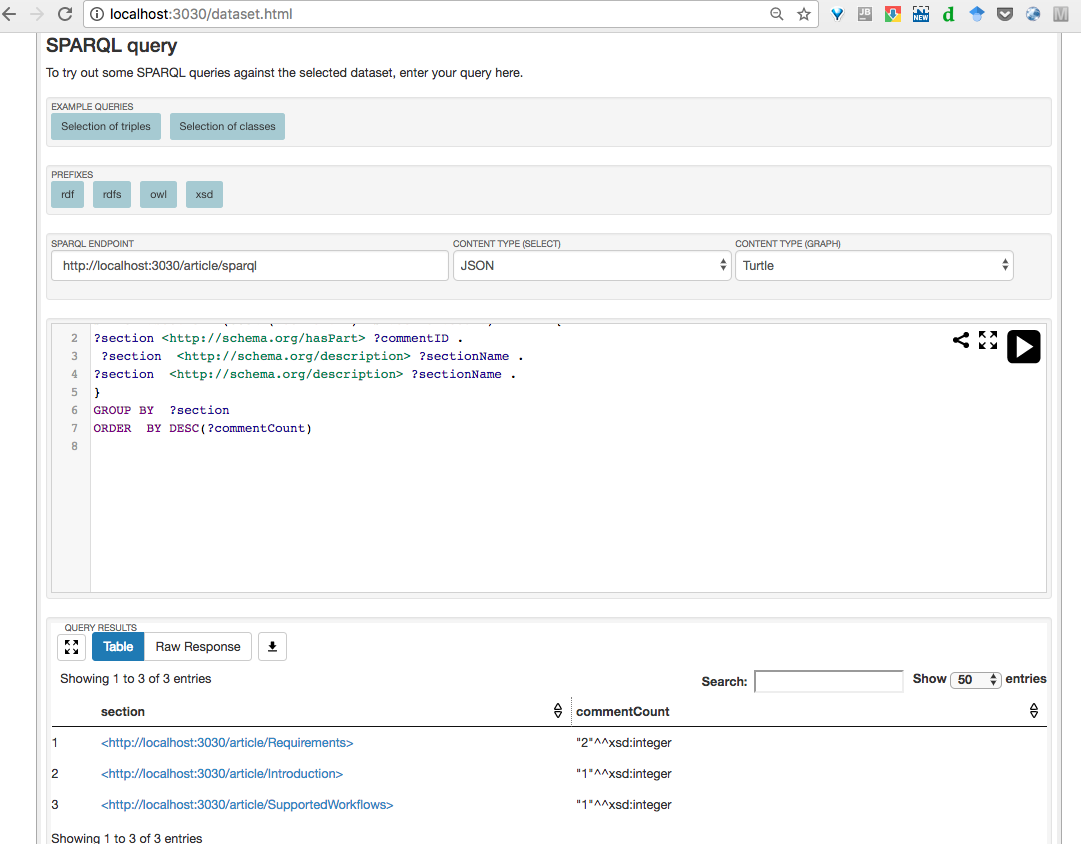 localhost:3030/dataset.html
JB
NEW
d
M
SPARQL query
To try out some SPARQL queries against the selected dataset, enter your query here.
EXAMPLE QUERIES
Selection of triples
Selection of classes
PREFIXES
rdf
rdfs
owl
xsd
SPARQL ENDPOINT
CONTENT TYPE (SELECT)
CONTENT TYPE (GRAPH)
http://localhost:3030/article/sparql
JSON
Turtle
2 ?section <http://schema.org/hasPart> ?commentID .
3 ?section <http://schema.org/description> ?sectionName .
4 ?section <http://schema.org/description> ?sectionName .
5 }
6 GROUP BY ?section
7 ORDER BY DESC(?commentCount)
8
QUERY RESULTS
Table
Raw Response
Showing 1 to 3 of 3 entries
Search:
Show 50 entries
section
commentCount
1 <http://localhost:3030/article/Requirements> "2"^^xsd:integer
2 <http://localhost:3030/article/Introduction> "1"^^xsd:integer
3 <http://localhost:3030/article/SupportedWorkflows> "1"^^xsd:integer
Showing 1 to 3 of 3 entries